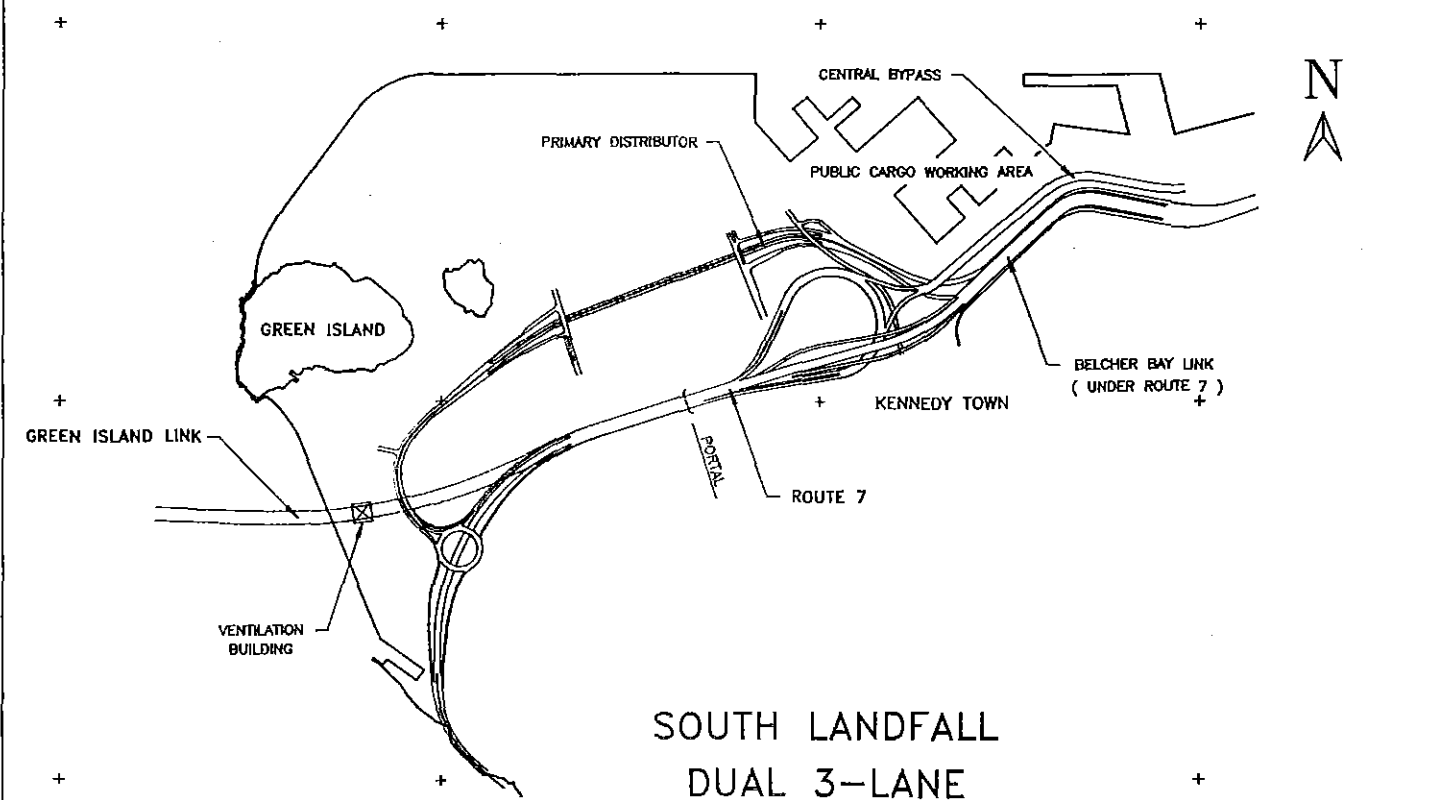 CENTRAL BYPASS
N
PRIMARY DISTRIBUTOR
PUBLIC CARGO WORKING AREA
GREEN ISLAND
BELCHER BAY LINK
( UNDER ROUTE 7 )
KENNEDY TOWN
GREEN ISLAND LINK
PORTAL
ROUTE 7
VENTILATION
BUILDING
SOUTH LANDFALL
DUAL 3-LANE